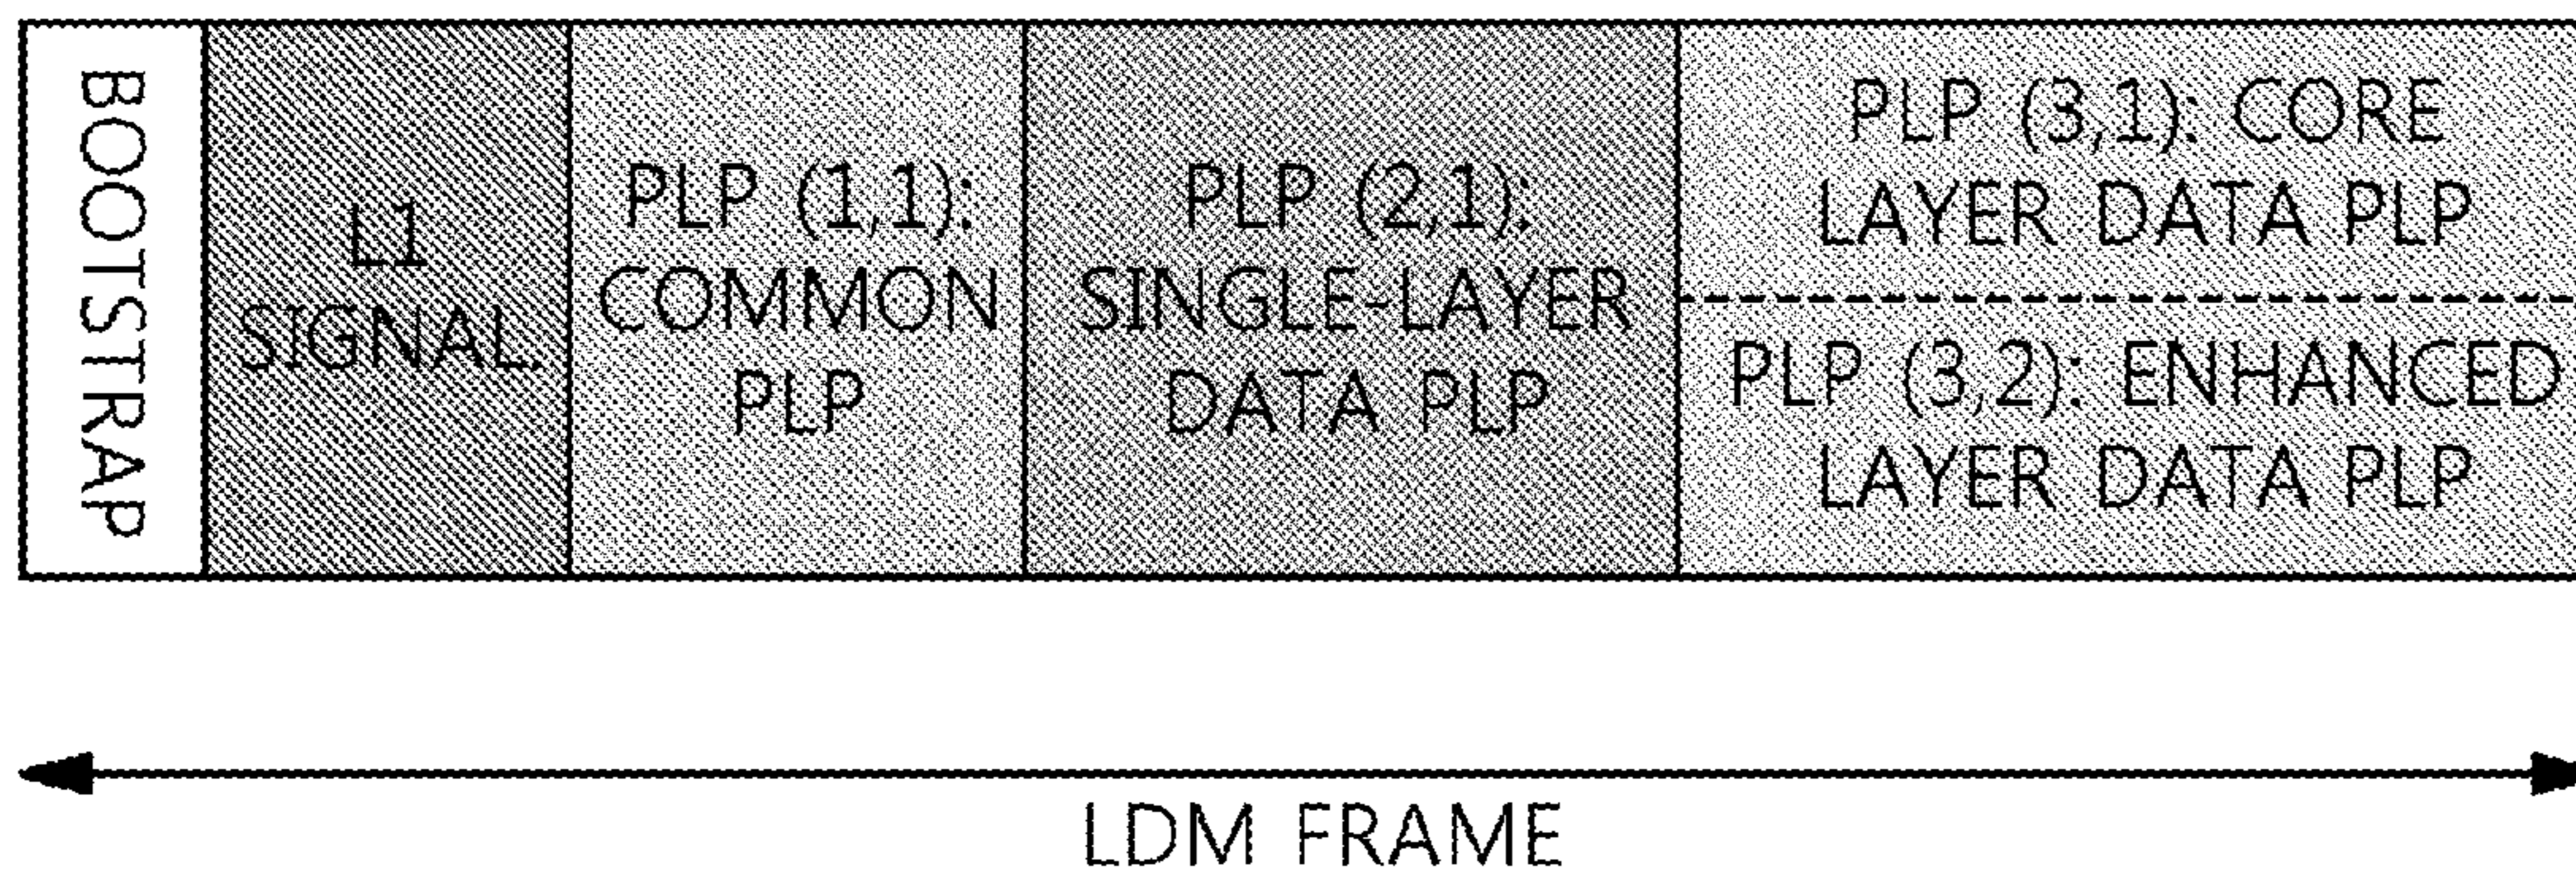 BOOTSTRAP
L1
SIGNAL
PLP (1,1):
COMMON
PLP
PLP (2,1):
SINGLE-LAYER
DATA PLP
PLP (3,1): CORE
LAYER DATA PLP
PLP (3,2): ENHANCED
LAYER DATA PLP
LDM FRAME